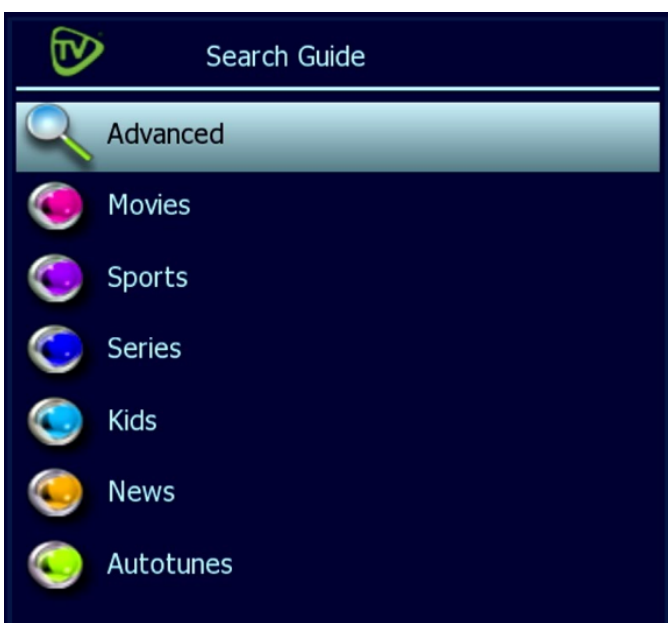 TV
Search Guide
Advanced
Movies
Sports
Series
Kids
News
Autotunes